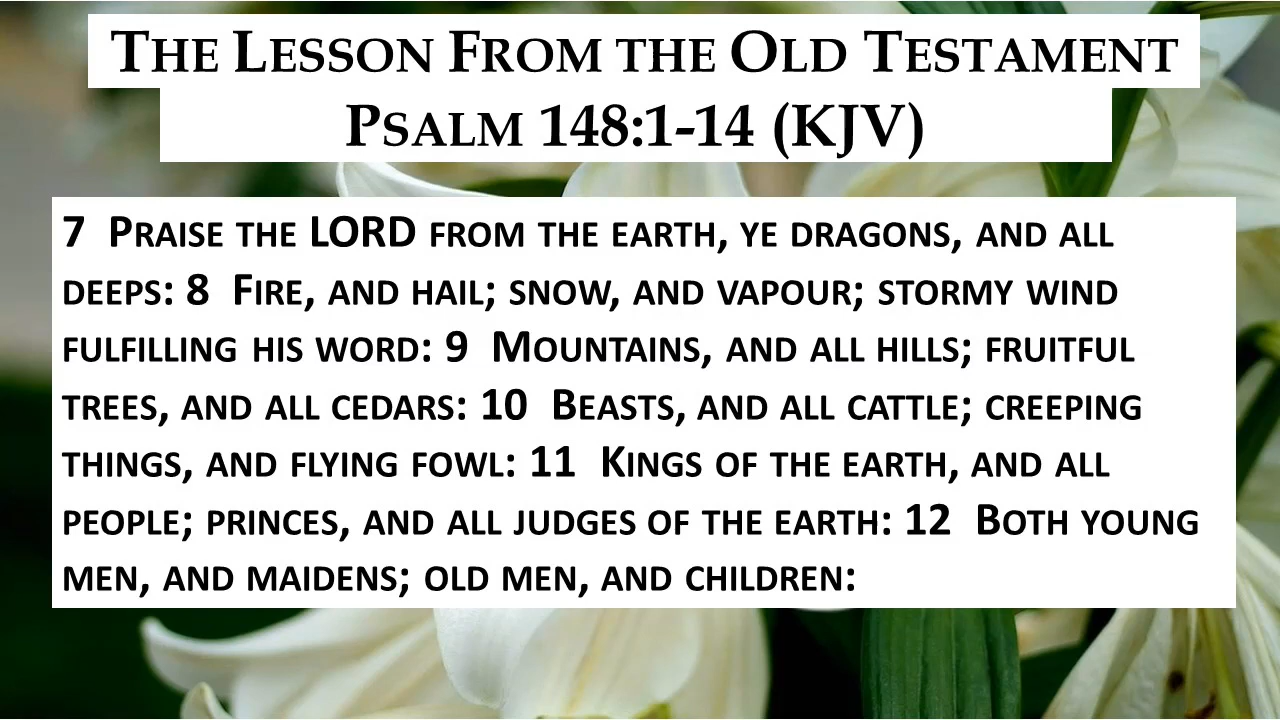 The Lesson From the Old Testament
Psalm 148:1-14 (KJV)
7  Praise the LORD from the earth, ye dragons, and all
deeps: 8  Fire, and hail; snow, and vapour; stormy wind
fulfilling his word: 9  Mountains, and all hills; fruitful
trees, and all cedars: 10  Beasts, and all cattle; creeping
things, and flying fowl: 11  Kings of the earth, and all
people; princes, and all judges of the earth: 12  Both young
men, and maidens; old men, and children: